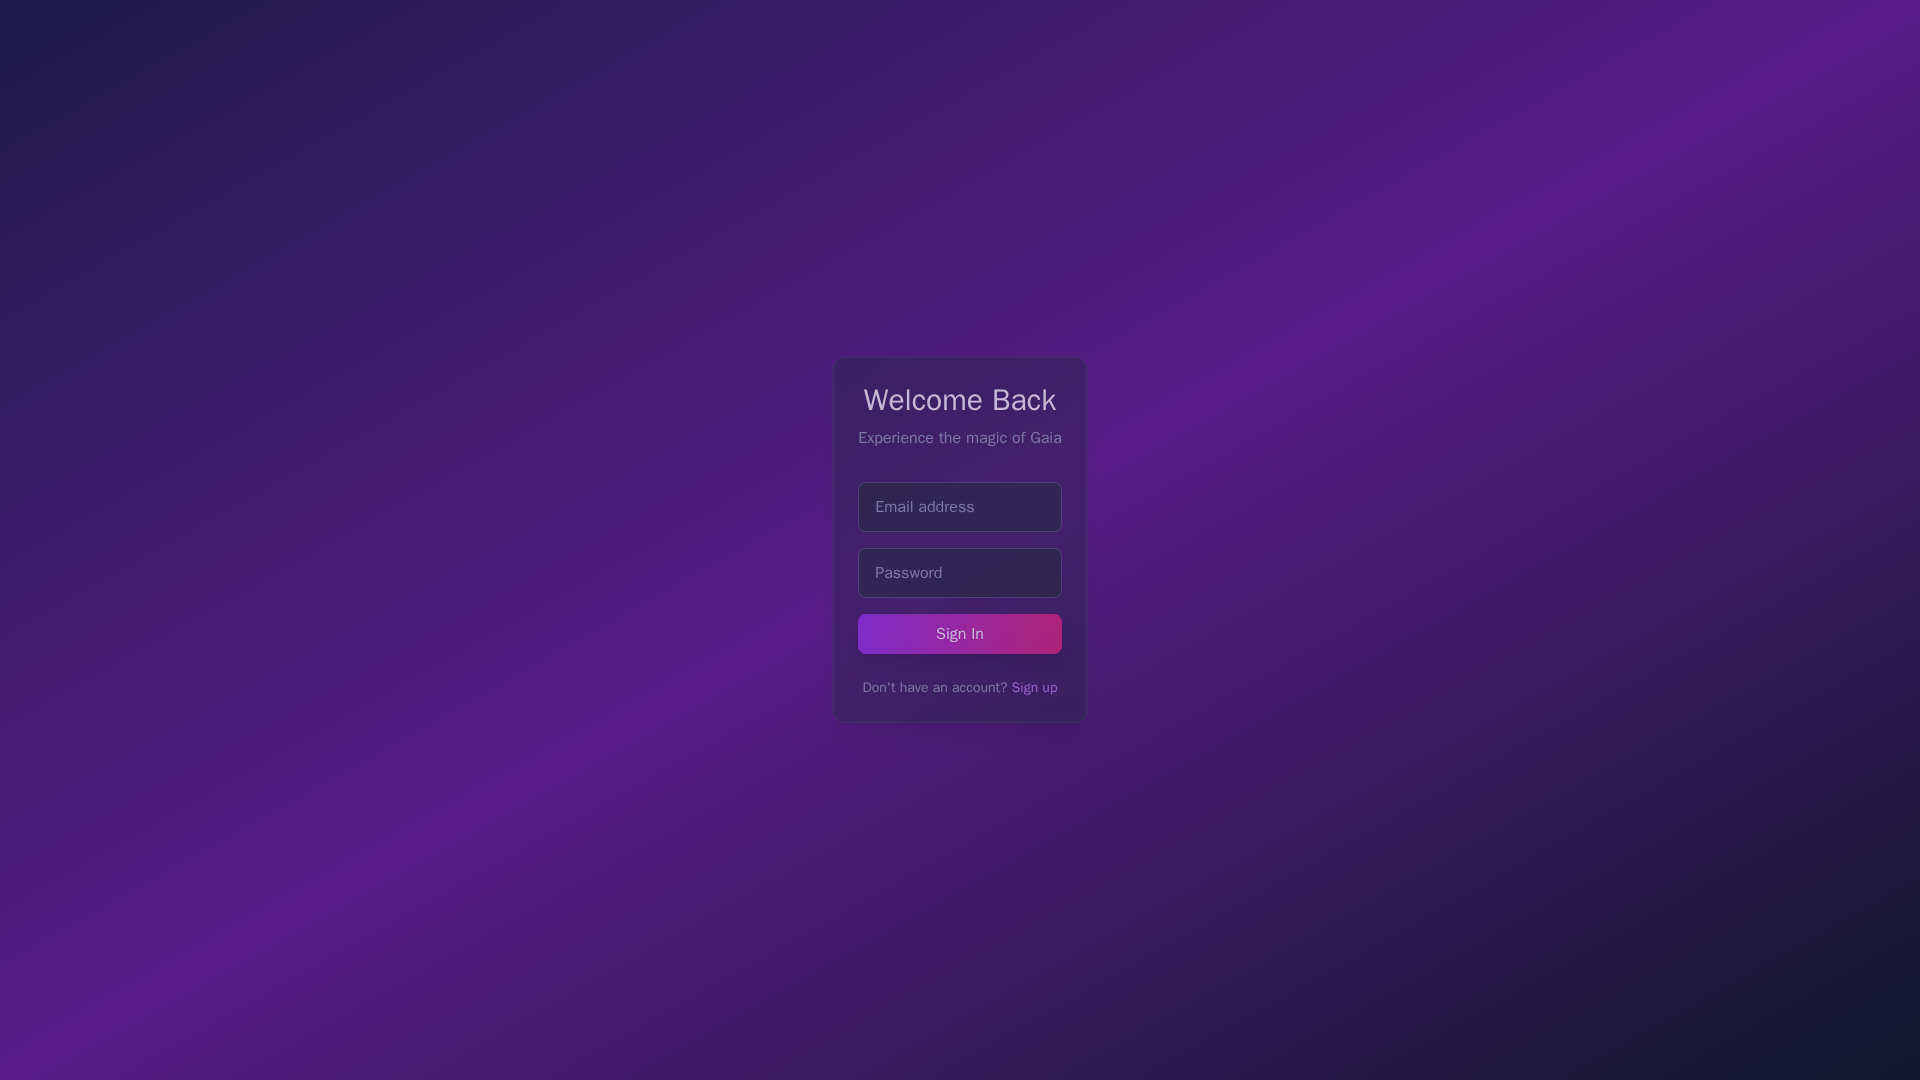 Welcome Back
Experience the magic of Gaia
Email address
Password
Sign In
Don't have an account? Sign up